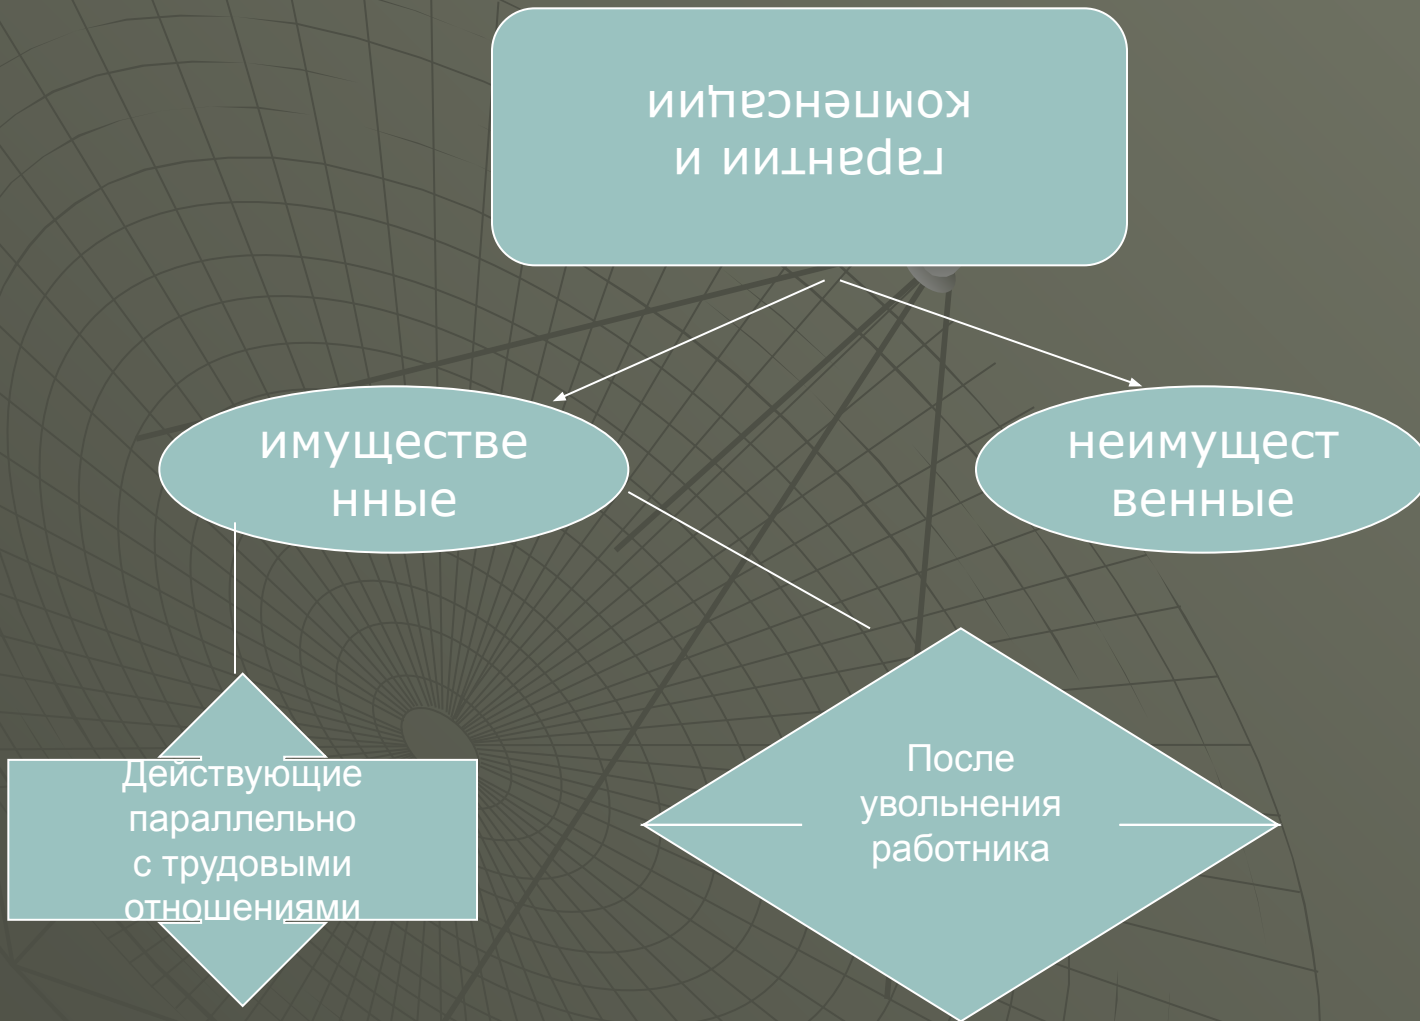 гарантии и
компенсации
имуществе
нные
неимущест
венные
Действующие
параллельно
с трудовыми
отношениями
После
увольнения
работника